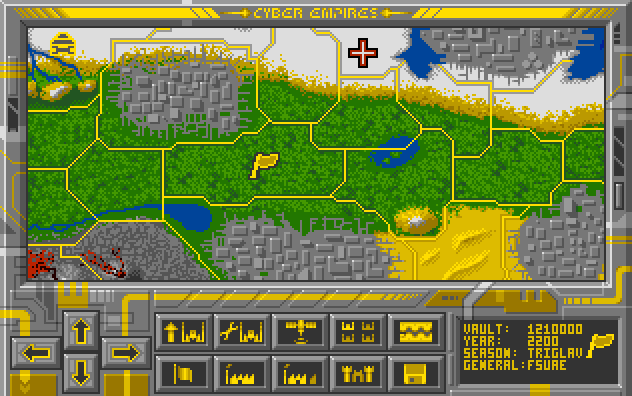 CYBER EMPIRES
VAULT: 1210000
YEAR: 2200
SEASON: TRIGLAV
GENERAL:FSUAE